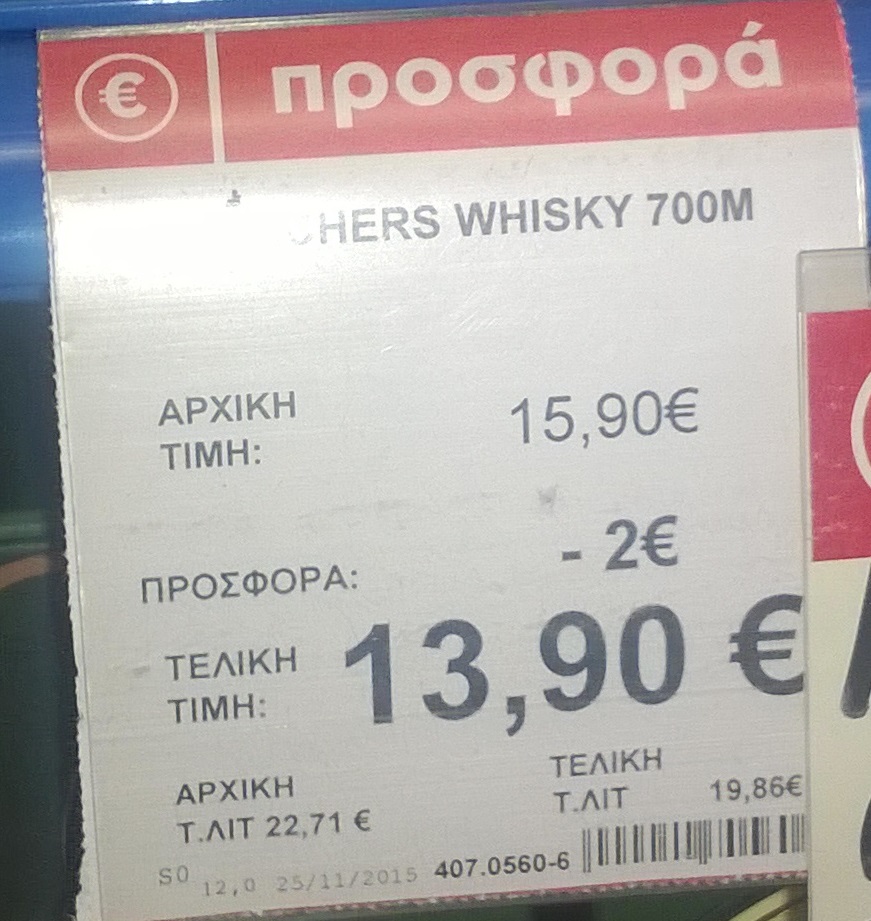 € προσφορά
WHISKY 700M
ΑΡΧΙΚΗ
ΤΙΜΗ: 15,90€
ΠΡΟΣΦΟΡΑ: - 2€
ΤΕΛΙΚΗ
ΤΙΜΗ: 13,90 €
ΑΡΧΙΚΗ
Τ.ΛΙΤ 22,71 €
ΤΕΛΙΚΗ
Τ.ΛΙΤ 19,86€
S0 12,0 25/11/2015 407.0560-6